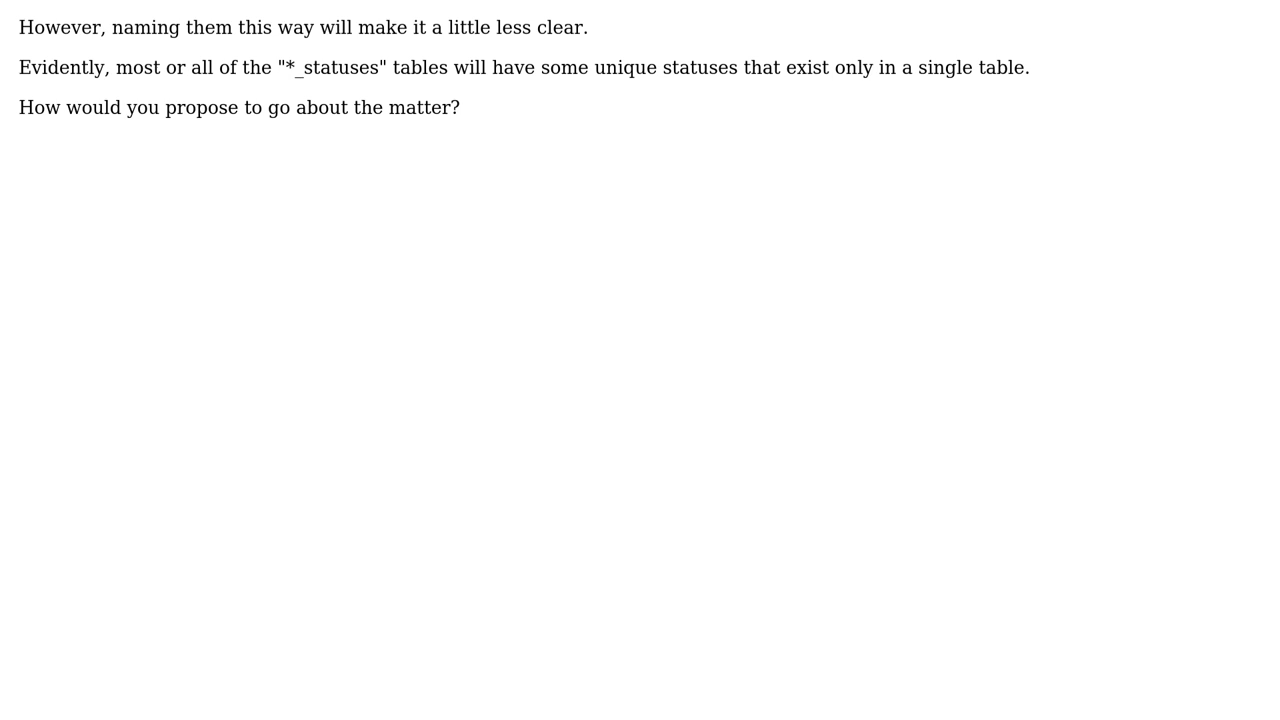 However, naming them this way will make it a little less clear.
Evidently, most or all of the "*_statuses" tables will have some unique statuses that exist only in a single table.
How would you propose to go about the matter?